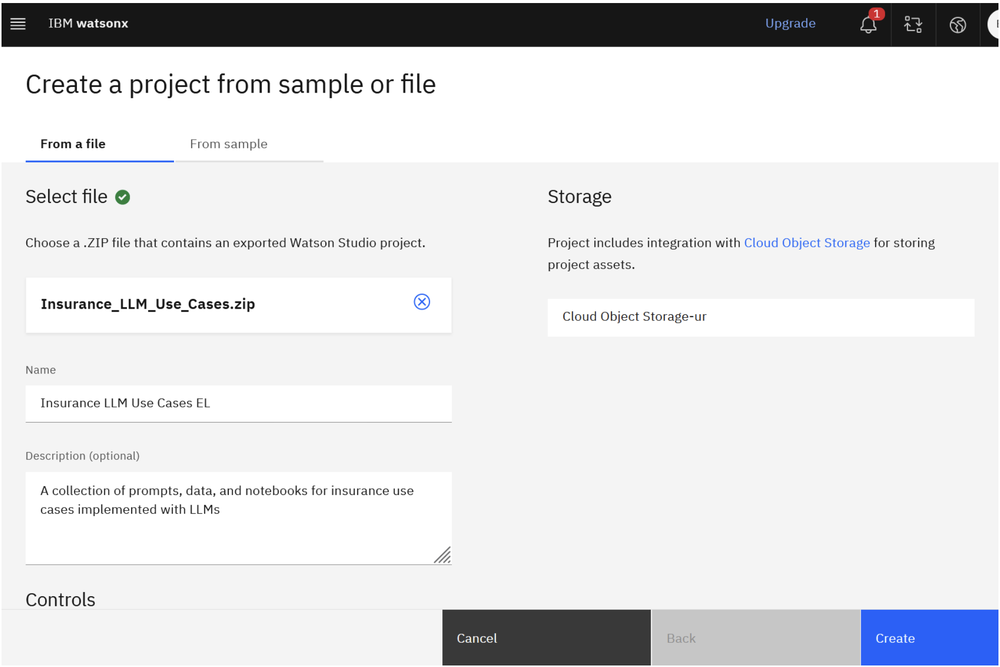 IBM watsonx
Upgrade
1
Create a project from sample or file
From a file
From sample
Select file
Choose a .ZIP file that contains an exported Watson Studio project.
Insurance_LLM_Use_Cases.zip
Name
Insurance LLM Use Cases EL
Description (optional)
A collection of prompts, data, and notebooks for insurance use
cases implemented with LLMs
Controls
Storage
Project includes integration with Cloud Object Storage for storing
project assets.
Cloud Object Storage-ur
Cancel
Back
Create